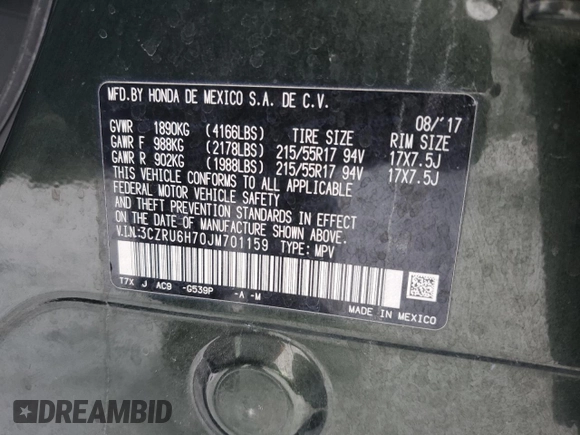 MFD.BY HONDA DE MEXICO S.A. DE C.V. 08/'17
GVWR 1890KG (4166LBS) TIRE SIZE RIM SIZE
GAWR F 988KG (2178LBS) 215/55R17 94V 17X7.5J
GAWR R 902KG (1988LBS) 215/55R17 94V 17X7.5J
THIS VEHICLE CONFORMS TO ALL APPLICABLE
FEDERAL MOTOR VEHICLE SAFETY
AND THEFT PREVENTION STANDARDS IN EFFECT
ON THE DATE OF MANUFACTURE SHOWN ABOVE.
V.I.N:3CZRU6H70JM701159 TYPE: MPV
T7X J AC9 -G539P -A -M
MADE IN MEXICO
DREAMBID